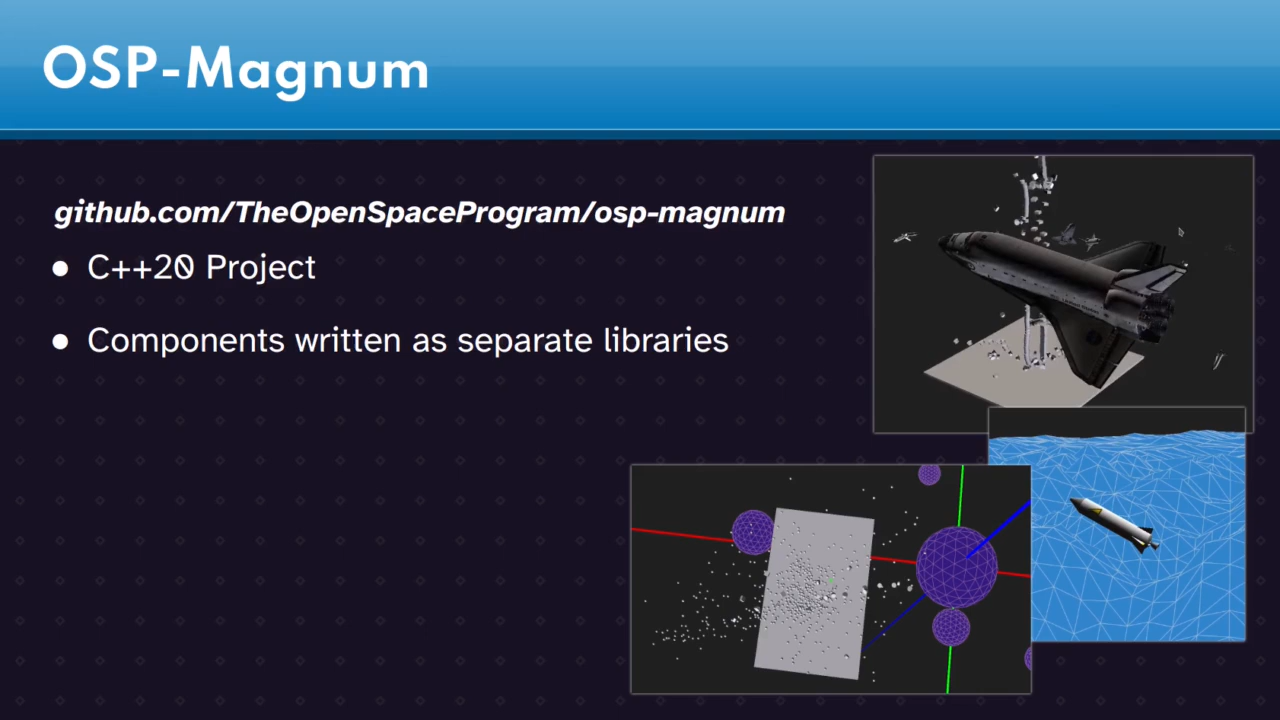 OSP-Magnum
github.com/TheOpenSpaceProgram/osp-magnum
● C++20 Project
● Components written as separate libraries